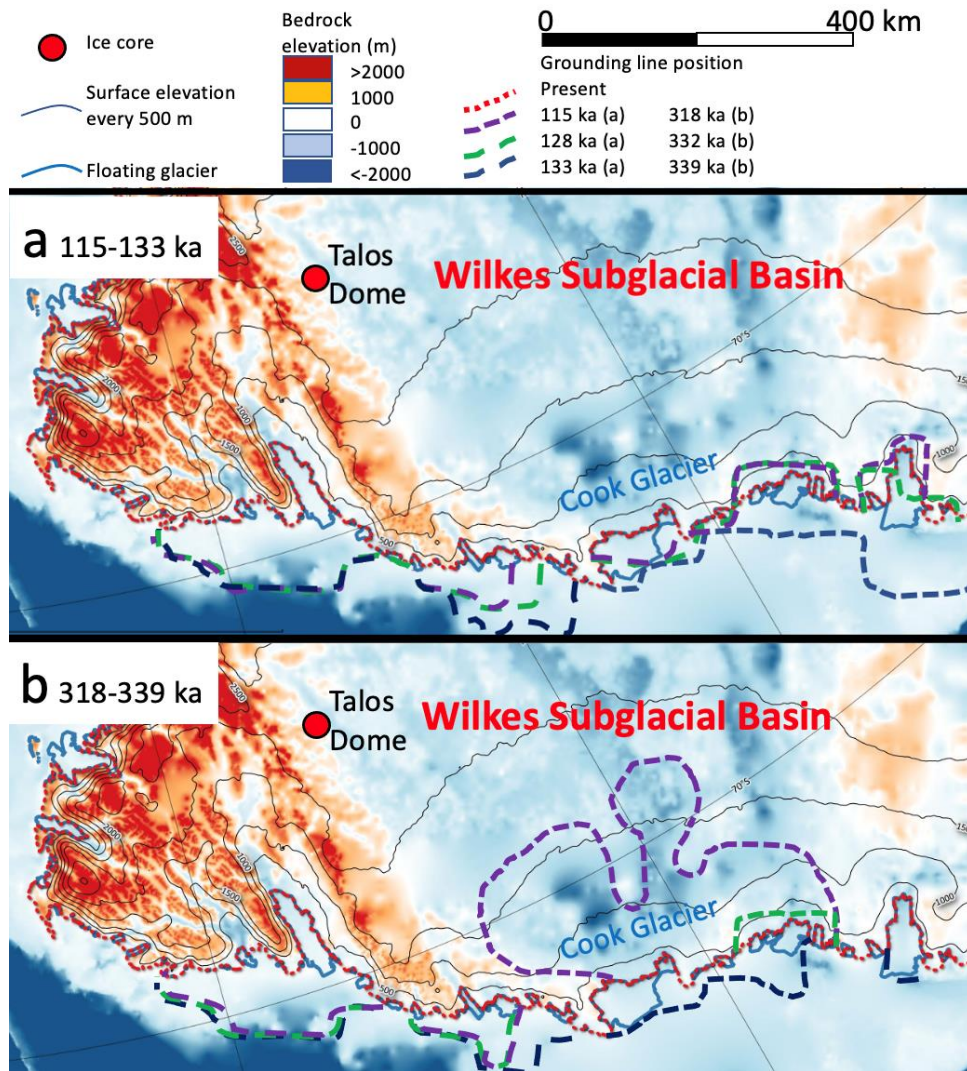 Ice core
Surface elevation
every 500 m
Floating glacier
Bedrock
elevation (m)
>2000
1000
0
-1000
<-2000
0 400 km
Grounding line position
Present
115 ka (a) 318 ka (b)
128 ka (a) 332 ka (b)
133 ka (a) 339 ka (b)
a 115-133 ka
2500
Talos
Dome
Wilkes Subglacial Basin
70°S
2000
1000
1500
1000
Cook Glacier
500
b 318-339 ka
2500
Talos
Dome
Wilkes Subglacial Basin
70°S
2000
1000
1500
1000
Cook Glacier
500